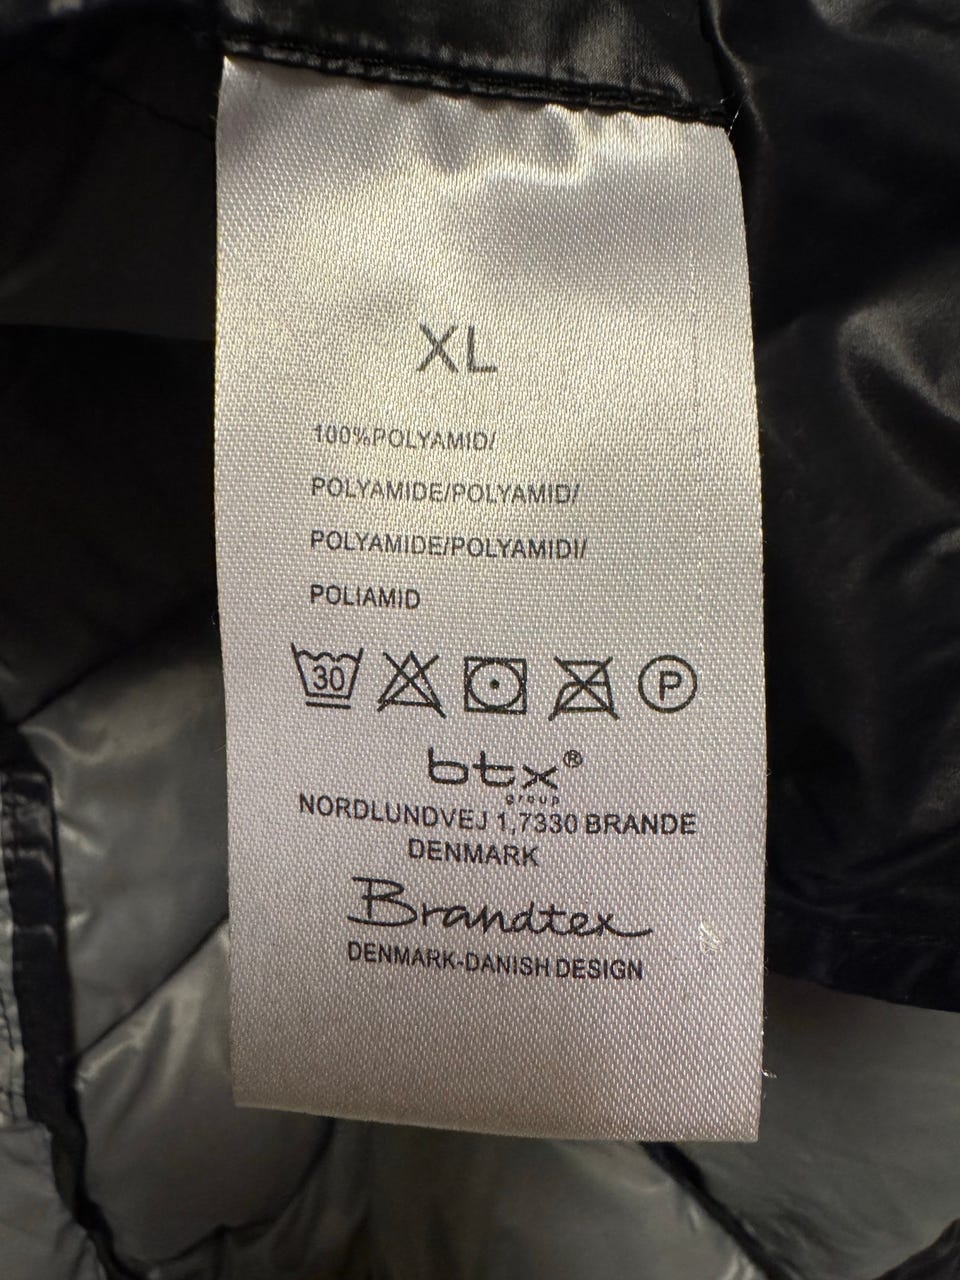 XL
100%POLYAMID/
POLYAMIDE/POLYAMID/
POLYAMIDE/POLYAMIDI/
POLIAMID
30 P
btx®
group
NORDLUNDVEJ 1,7330 BRANDE
DENMARK
Brandtex
DENMARK-DANISH DESIGN